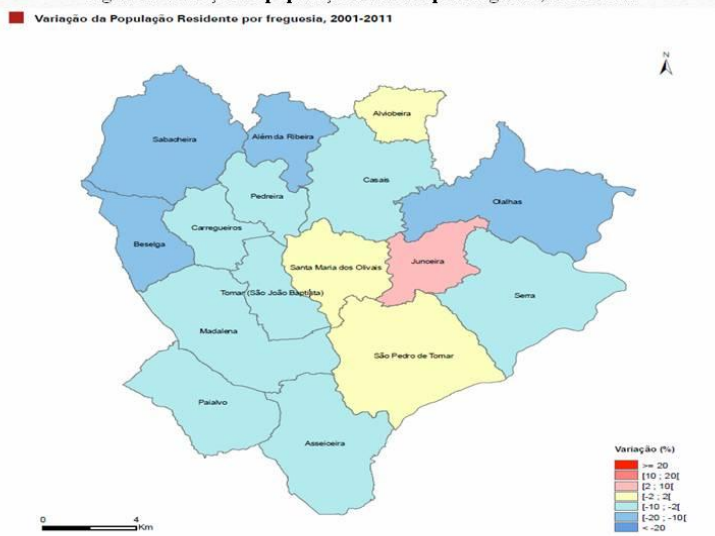 Variação da População Residente por freguesia, 2001-2011
N
Alviobeira
Sabacheira
Além da Ribeira
Casais
Pedreira
Olalhas
Carregueiros
Beselga
Junceira
Santa Maria dos Olivais
Tomar (São João Baptista)
Serra
Madalena
São Pedro de Tomar
Paialvo
Asseiceira
Variação (%)
>= 20
[10 ; 20[
[2 ; 10[
[-2 ; 2[
[-10 ; -2[
[-20 ; -10[
< -20
0 4
Km